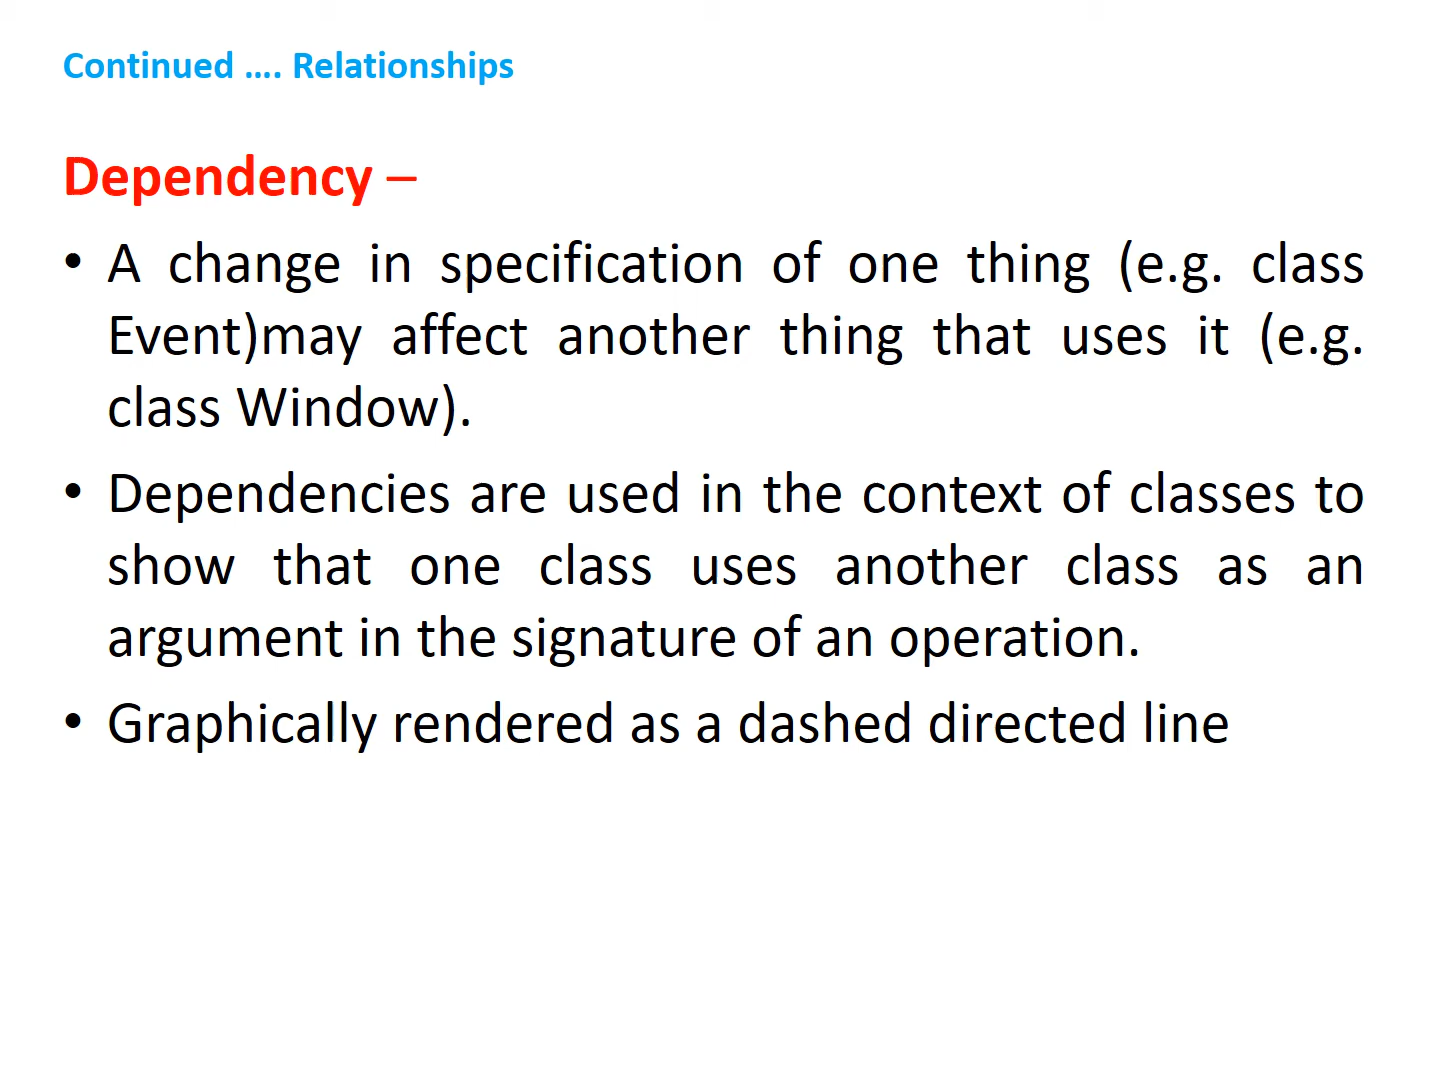 Continued .... Relationships
Dependency –
• A change in specification of one thing (e.g. class
Event)may affect another thing that uses it (e.g.
class Window).
• Dependencies are used in the context of classes to
show that one class uses another class as an
argument in the signature of an operation.
• Graphically rendered as a dashed directed line